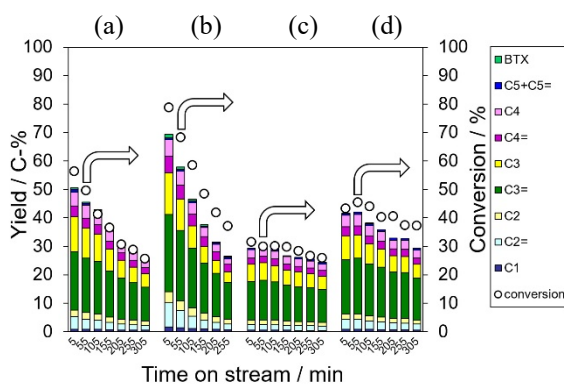 (a) (b) (c) (d)
100 100
90 90
80 80
70 70
60 60
50 50
40 40
30 30
20 20
10 10
0 0
Yield / C-%
Conversion / %
5 55 105 155 205 255 305 5 55 105 155 205 255 5 55 105 155 205 255 305 5 55 105 155 205 255 305
Time on stream / min
BTX
C5+C5=
C4
C4=
C3
C3=
C2
C2=
C1
conversion